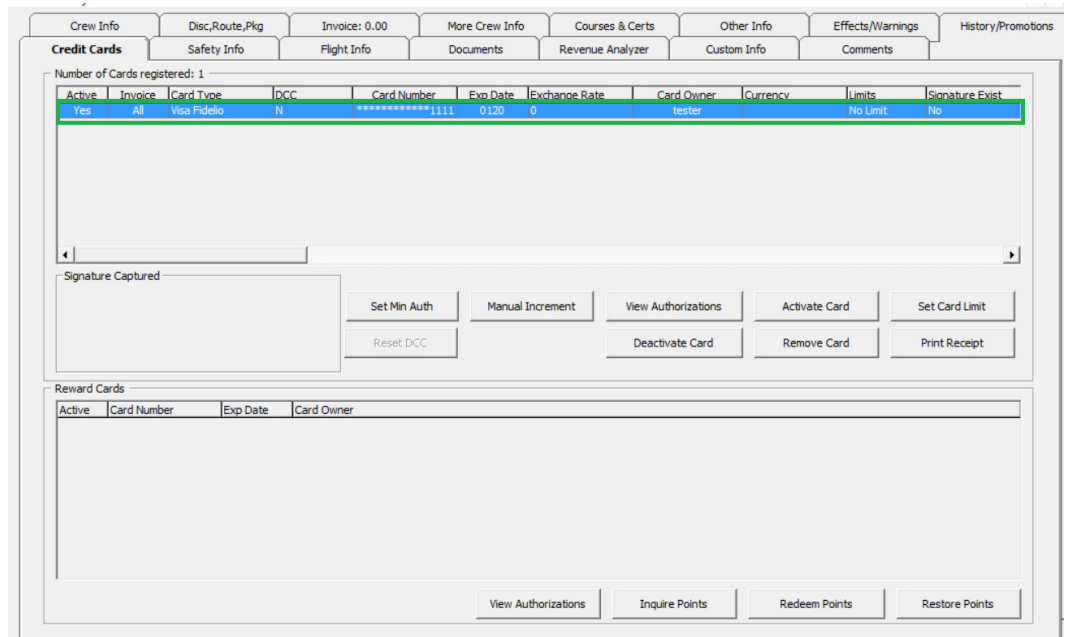 Crew Info Disc,Route,Pkg Invoice: 0.00 More Crew Info Courses & Certs Other Info Effects/Warnings History/Promotions
Credit Cards Safety Info Flight Info Documents Revenue Analyzer Custom Info Comments
Number of Cards registered: 1
Active Invoice Card Type DCC Card Number Exp Date Exchange Rate Card Owner Currency Limits Signature Exist
Yes All Visa Fidelio N ************1111 0120 0 tester No Limit No
Signature Captured
Set Min Auth Manual Increment View Authorizations Activate Card Set Card Limit
Reset DCC Deactivate Card Remove Card Print Receipt
Reward Cards
Active Card Number Exp Date Card Owner
View Authorizations Inquire Points Redeem Points Restore Points